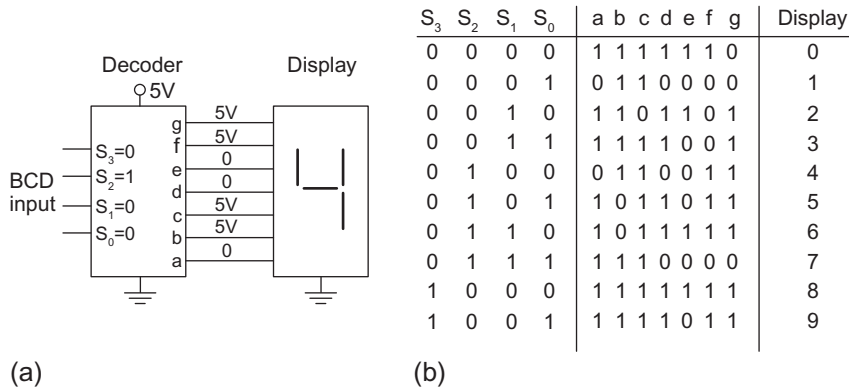 Decoder
Display
5V
g 5V
f 5V
e 0
d 0
c 5V
b 5V
a 0
BCD
input
S₃=0
S₂=1
S₁=0
S₀=0
(a)
S₃ S₂ S₁ S₀ a b c d e f g Display
0 0 0 0 1 1 1 1 1 1 0 0
0 0 0 1 0 1 1 0 0 0 0 1
0 0 1 0 1 1 0 1 1 0 1 2
0 0 1 1 1 1 1 1 0 0 1 3
0 1 0 0 0 1 1 0 0 1 1 4
0 1 0 1 1 0 1 1 0 1 1 5
0 1 1 0 1 0 1 1 1 1 1 6
0 1 1 1 1 1 1 0 0 0 0 7
1 0 0 0 1 1 1 1 1 1 1 8
1 0 0 1 1 1 1 1 0 1 1 9
(b)